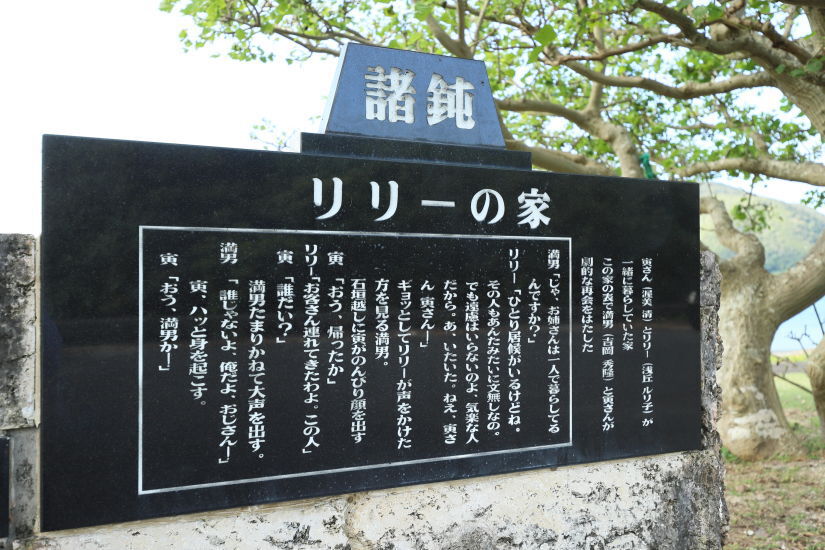 諸鈍
リリーの家
寅さん（渥美 清）とリリー（浅丘 ルリ子）が
一緒に暮らしていた家
この家の表で満男（吉岡 秀隆）と寅さんが
劇的な再会をはたした
満男「じゃ、お姉さんは一人で暮らしてる
んですか？」
リリー「ひとり居候がいるけどね。
その人もあんたみたいに文無しなの。
でも遠慮はいらないのよ、気楽な人
だから。あ、いたいた。ねえ、寅さ
ん 寅さんー」
ギョッとしてリリーが声をかけた
方を見る満男。
石垣越しに寅がのんびり顔を出す
寅「おう、帰ったか」
リリー「お客さん連れてきたわよ。この人」
寅「誰だい？」
満男たまりかねて大声を出す。
満男「誰じゃないよ、俺だよ、おじさんー」
寅、ハッと身を起こす。
寅「おう、満男かー」